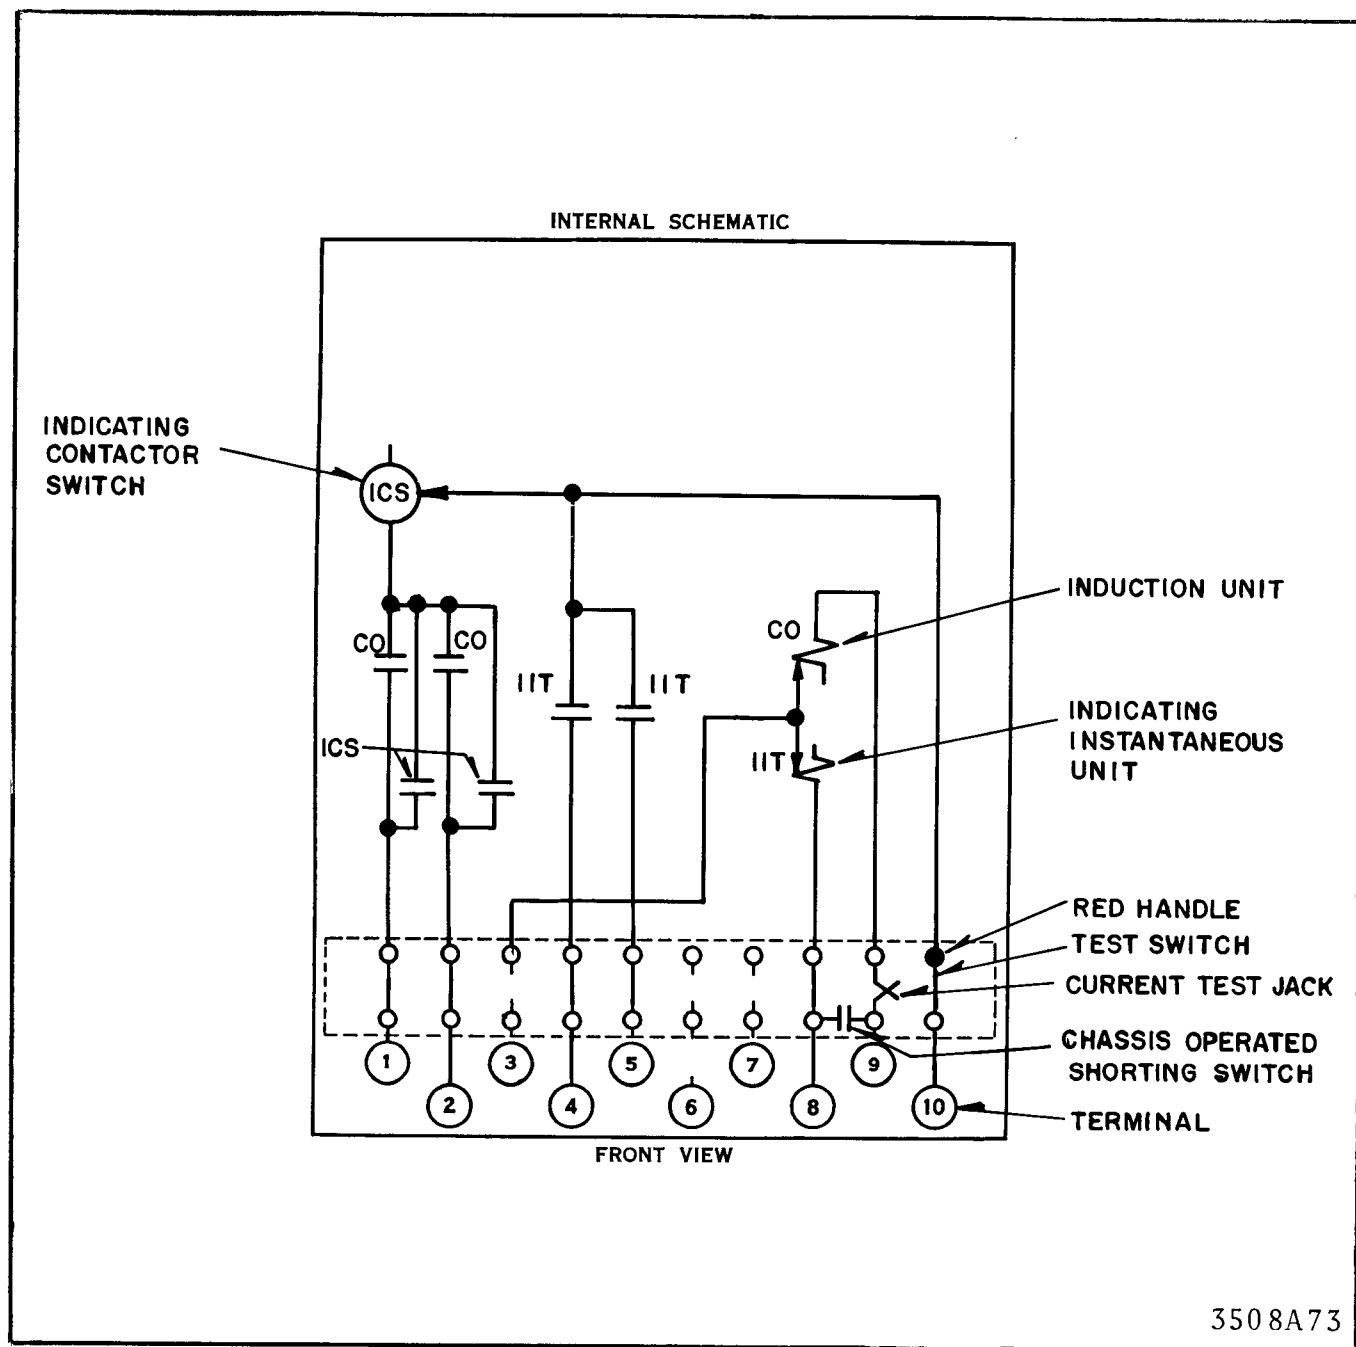 INTERNAL SCHEMATIC
INDICATING
CONTACTOR
SWITCH
ICS
INDUCTION UNIT
CO
CO
CO
IIT
IIT
INDICATING
INSTANTANEOUS
UNIT
ICS
IIT
RED HANDLE
TEST SWITCH
CURRENT TEST JACK
CHASSIS OPERATED
SHORTING SWITCH
1
3
5
7
9
2
4
6
8
10
TERMINAL
FRONT VIEW
3508A73